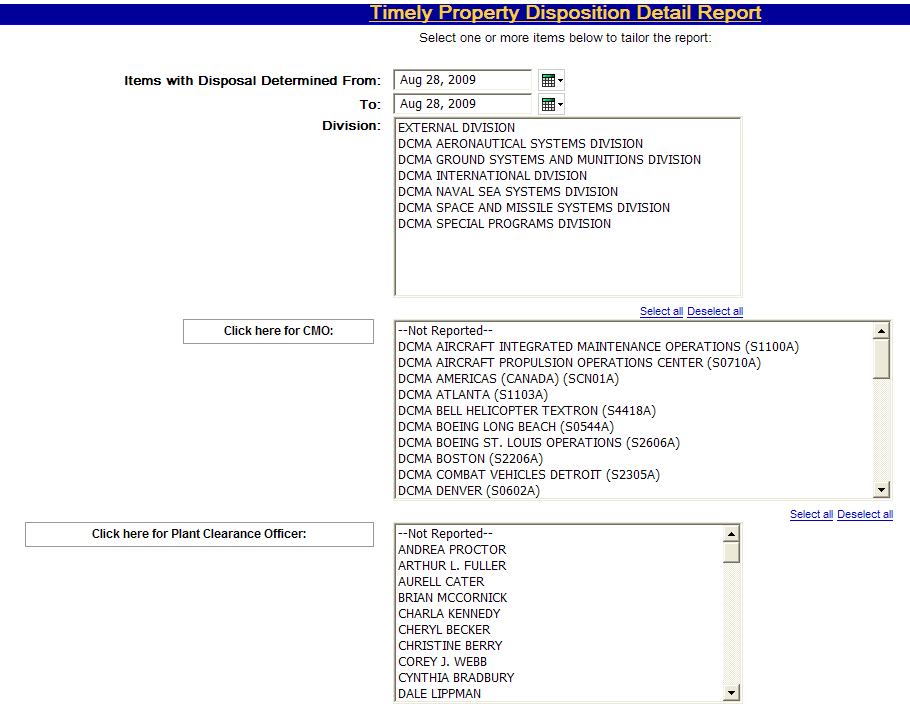 Timely Property Disposition Detail Report
Select one or more items below to tailor the report:
Items with Disposal Determined From: Aug 28, 2009
To: Aug 28, 2009
Division:
EXTERNAL DIVISION
DCMA AERONAUTICAL SYSTEMS DIVISION
DCMA GROUND SYSTEMS AND MUNITIONS DIVISION
DCMA INTERNATIONAL DIVISION
DCMA NAVAL SEA SYSTEMS DIVISION
DCMA SPACE AND MISSILE SYSTEMS DIVISION
DCMA SPECIAL PROGRAMS DIVISION
Select all Deselect all
Click here for CMO:
--Not Reported--
DCMA AIRCRAFT INTEGRATED MAINTENANCE OPERATIONS (S1100A)
DCMA AIRCRAFT PROPULSION OPERATIONS CENTER (S0710A)
DCMA AMERICAS (CANADA) (SCN01A)
DCMA ATLANTA (S1103A)
DCMA BELL HELICOPTER TEXTRON (S4418A)
DCMA BOEING LONG BEACH (S0544A)
DCMA BOEING ST. LOUIS OPERATIONS (S2606A)
DCMA BOSTON (S2206A)
DCMA COMBAT VEHICLES DETROIT (S2305A)
DCMA DENVER (S0602A)
Select all Deselect all
Click here for Plant Clearance Officer:
--Not Reported--
ANDREA PROCTOR
ARTHUR L. FULLER
AURELL CATER
BRIAN MCCORNICK
CHARLA KENNEDY
CHERYL BECKER
CHRISTINE BERRY
COREY J. WEBB
CYNTHIA BRADBURY
DALE LIPPMAN